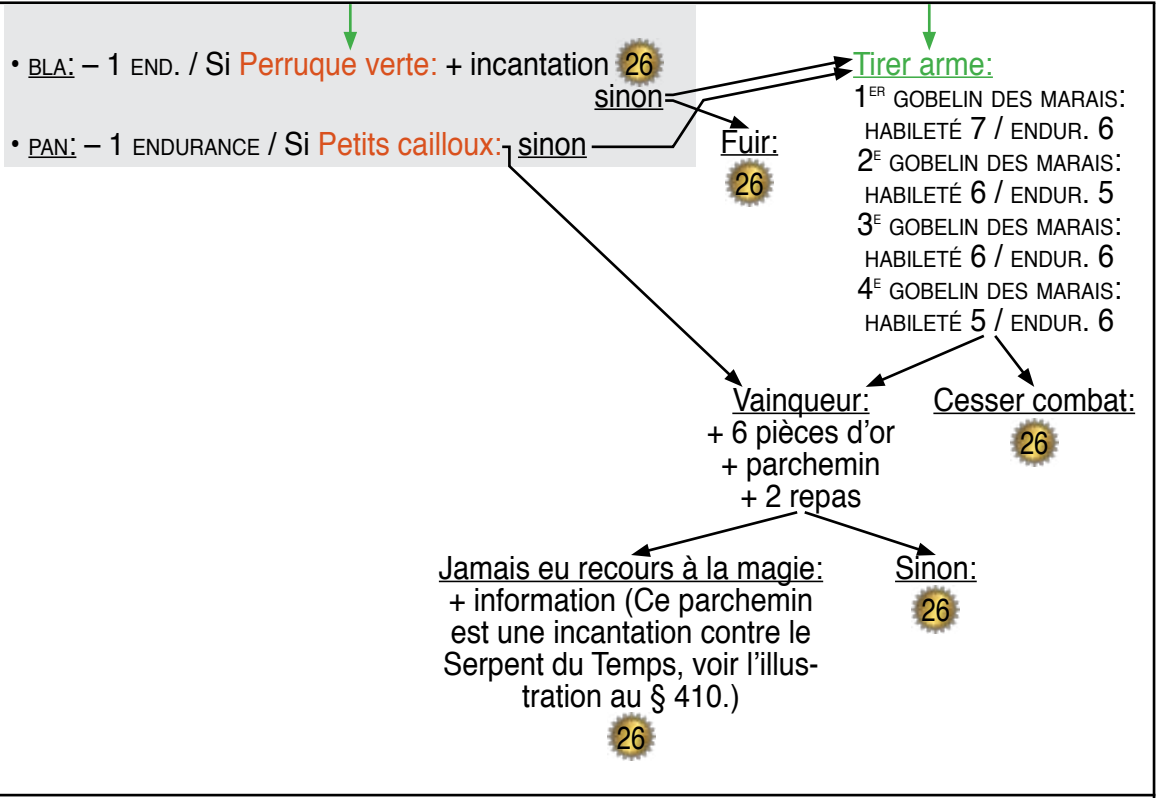 • BLA: – 1 END. / Si Perruque verte: + incantation 26
sinon
• PAN: – 1 ENDURANCE / Si Petits cailloux: sinon
Fuir:
26
Tirer arme:
1ER GOBELIN DES MARAIS:
HABILETÉ 7 / ENDUR. 6
2E GOBELIN DES MARAIS:
HABILETÉ 6 / ENDUR. 5
3E GOBELIN DES MARAIS:
HABILETÉ 6 / ENDUR. 6
4E GOBELIN DES MARAIS:
HABILETÉ 5 / ENDUR. 6
Vainqueur:
+ 6 pièces d'or
+ parchemin
+ 2 repas
Cesser combat:
26
Jamais eu recours à la magie:
+ information (Ce parchemin
est une incantation contre le
Serpent du Temps, voir l'illus-
tration au § 410.)
26
Sinon:
26